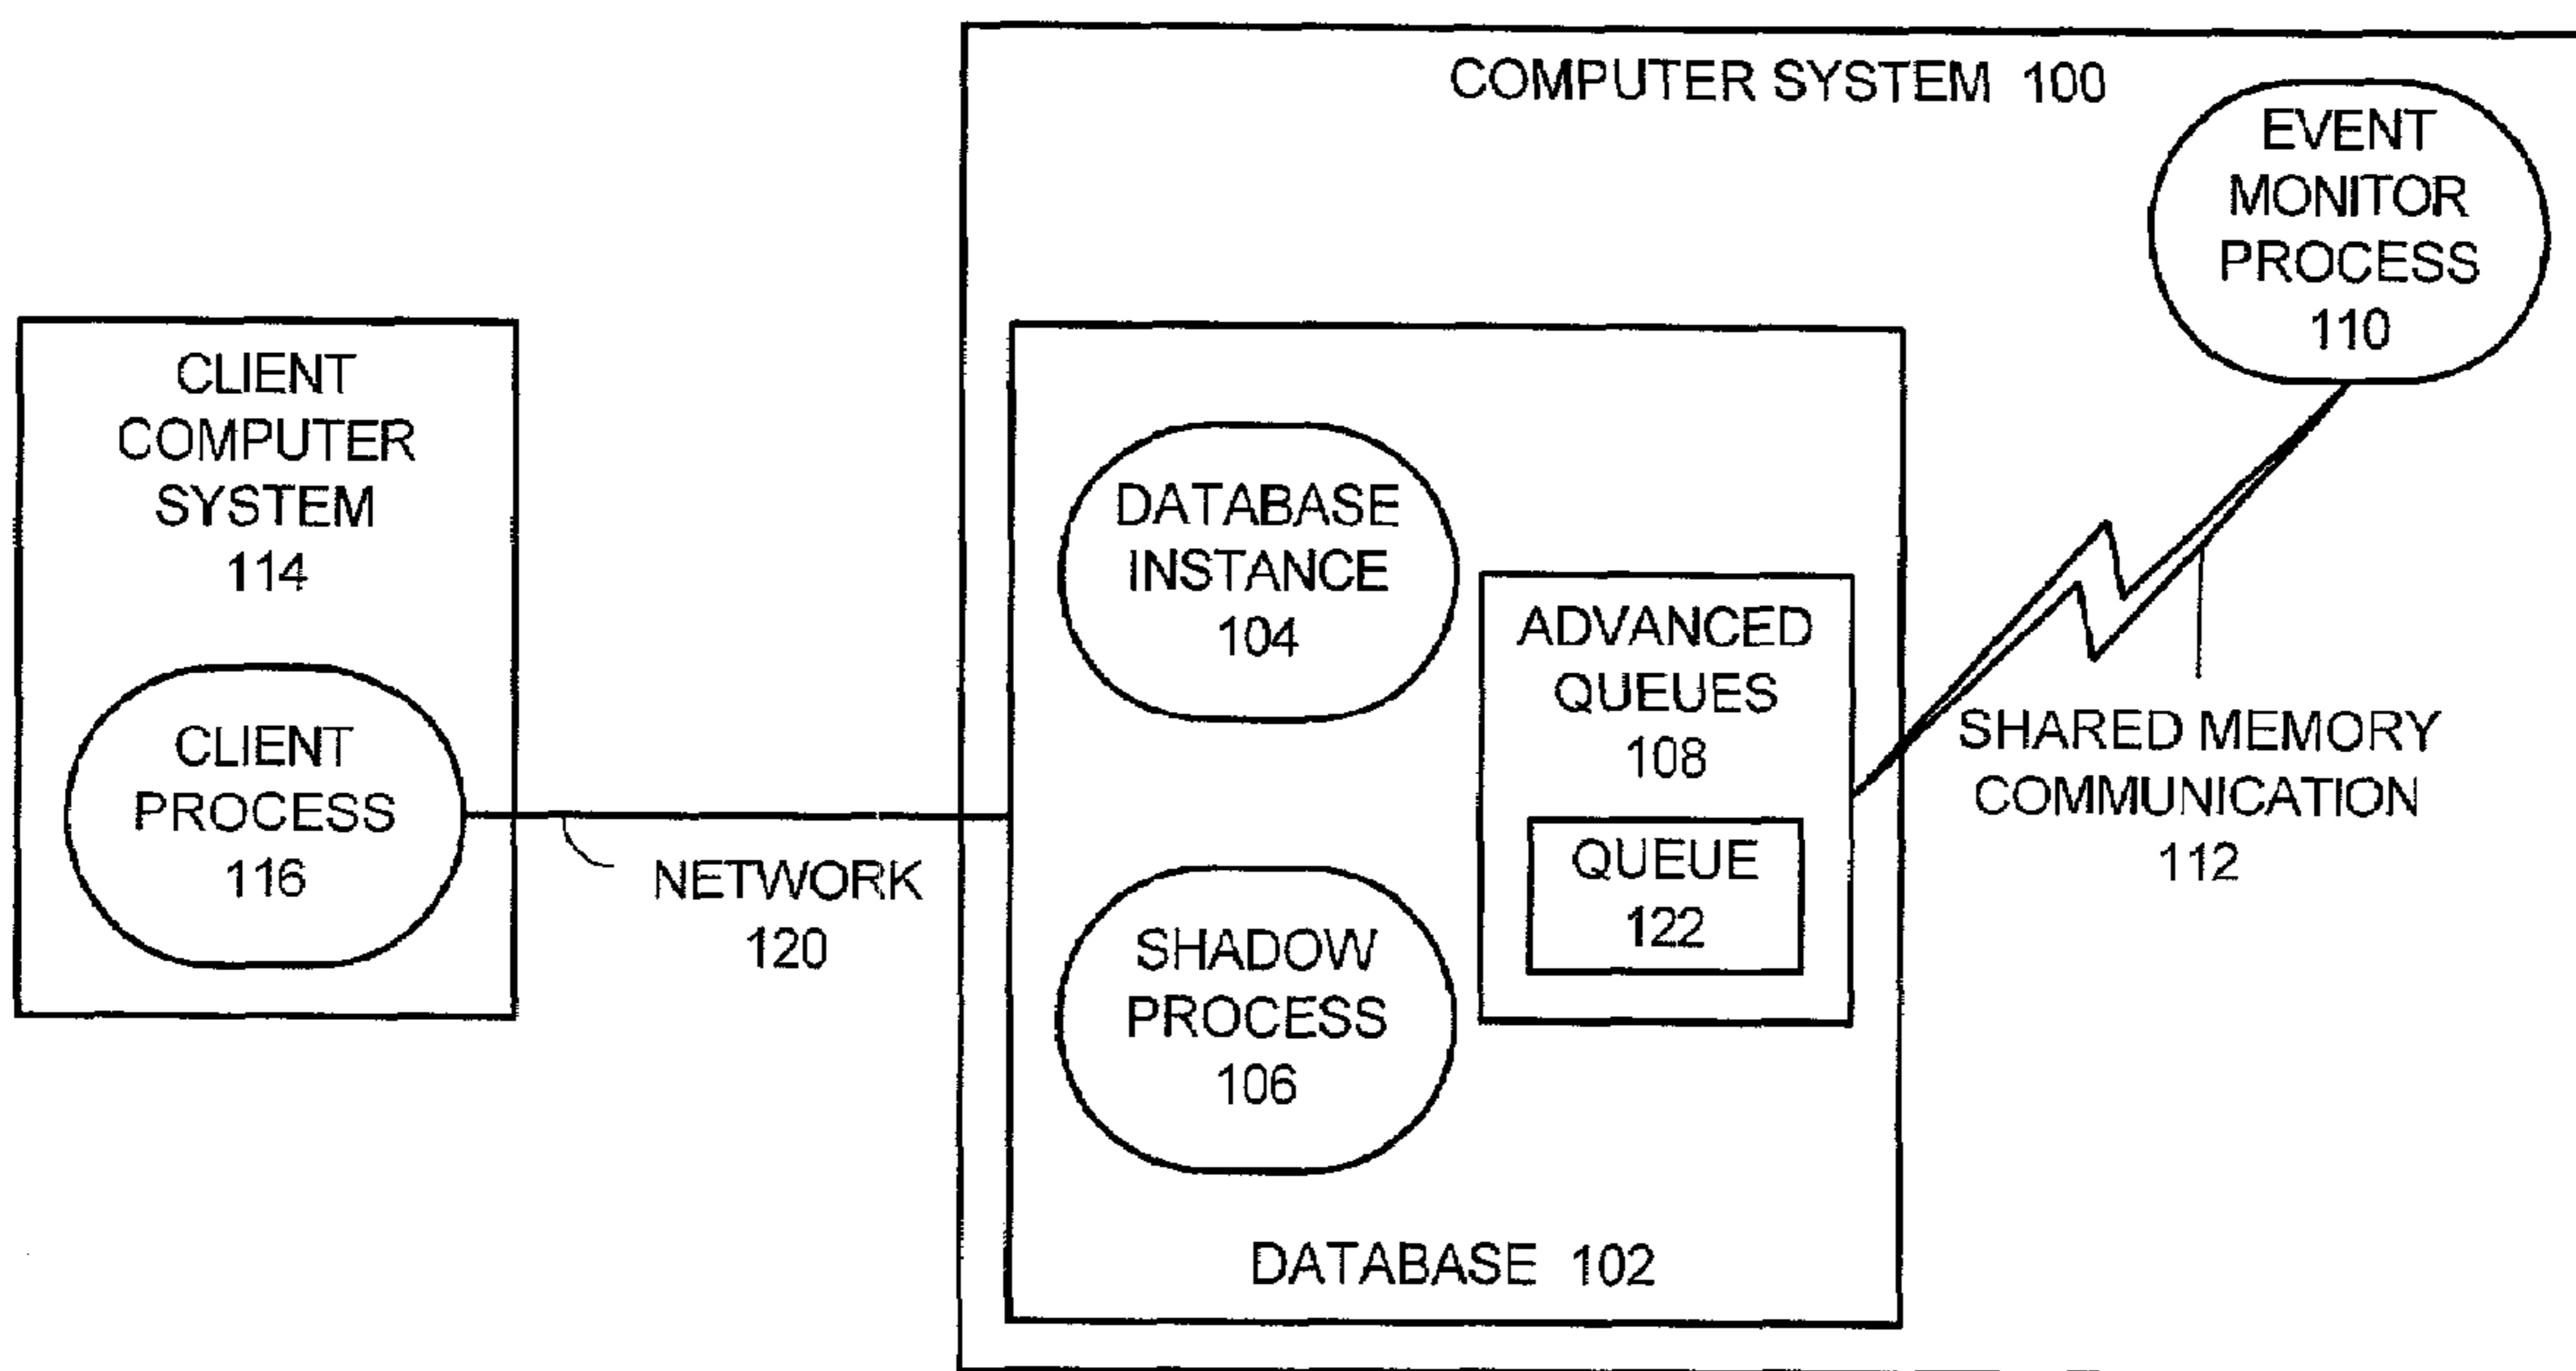 COMPUTER SYSTEM 100
EVENT
MONITOR
PROCESS
110
CLIENT
COMPUTER
SYSTEM
114
CLIENT
PROCESS
116
NETWORK
120
DATABASE
INSTANCE
104
ADVANCED
QUEUES
108
QUEUE
122
SHARED MEMORY
COMMUNICATION
112
SHADOW
PROCESS
106
DATABASE 102